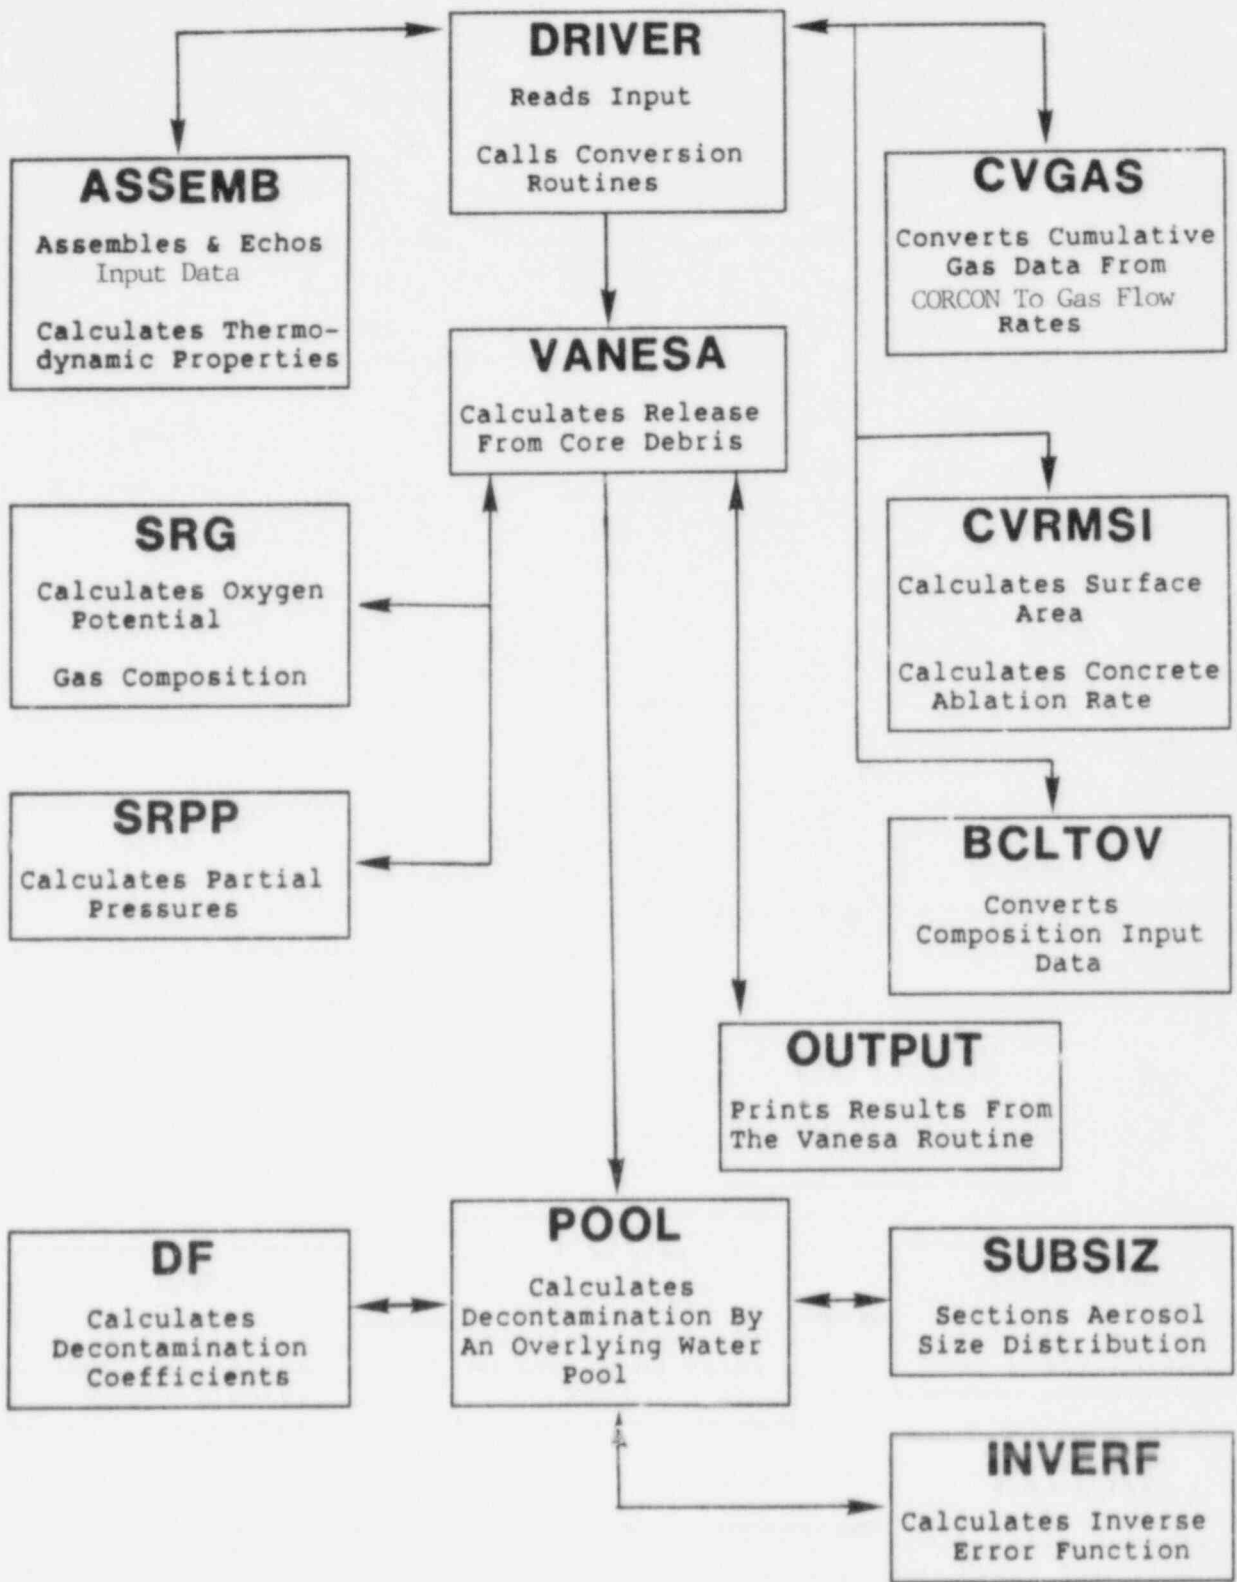 DRIVER
Reads Input
Calls Conversion
Routines
ASSEMB
Assembles & Echos
Input Data
Calculates Thermo-
dynamic Properties
CVGAS
Converts Cumulative
Gas Data From
CORCON To Gas Flow
Rates
VANESA
Calculates Release
From Core Debris
SRG
Calculates Oxygen
Potential
Gas Composition
CVRMSI
Calculates Surface
Area
Calculates Concrete
Ablation Rate
SRPP
Calculates Partial
Pressures
BCLTOV
Converts
Composition Input
Data
OUTPUT
Prints Results From
The Vanesa Routine
DF
Calculates
Decontamination
Coefficients
POOL
Calculates
Decontamination By
An Overlying Water
Pool
SUBSIZ
Sections Aerosol
Size Distribution
INVERF
Calculates Inverse
Error Function